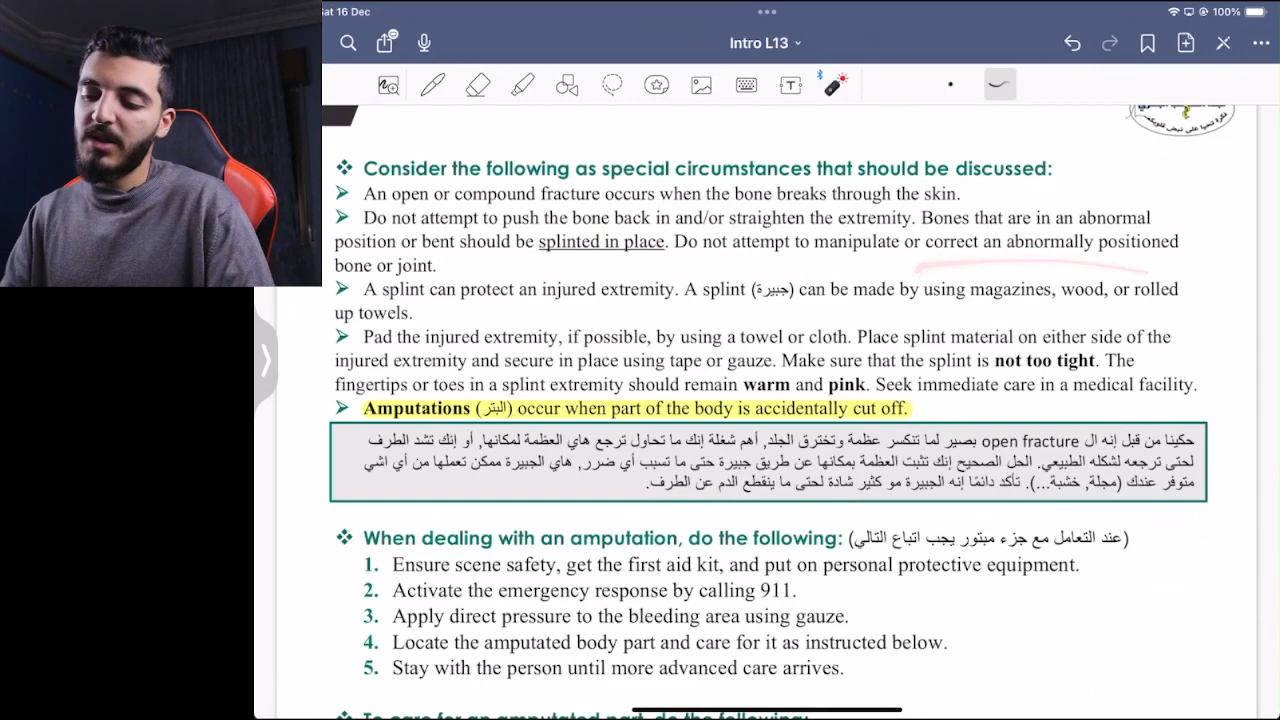 Sat 16 Dec
100%
Intro L13
فكرة تحيا على نبض قلوبكم
❖ Consider the following as special circumstances that should be discussed:
➢ An open or compound fracture occurs when the bone breaks through the skin.
➢ Do not attempt to push the bone back in and/or straighten the extremity. Bones that are in an abnormal
position or bent should be splinted in place. Do not attempt to manipulate or correct an abnormally positioned
bone or joint.
➢ A splint can protect an injured extremity. A splint (جبيرة) can be made by using magazines, wood, or rolled
up towels.
➢ Pad the injured extremity, if possible, by using a towel or cloth. Place splint material on either side of the
injured extremity and secure in place using tape or gauze. Make sure that the splint is not too tight. The
fingertips or toes in a splint extremity should remain warm and pink. Seek immediate care in a medical facility.
➢ Amputations (البتر) occur when part of the body is accidentally cut off.
حكينا من قبل إنه ال open fracture بصير لما تنكسر عظمة وتخترق الجلد, أهم شغلة إنك ما تحاول ترجع هاي العظمة لمكانها, أو إنك تشد الطرف
لحتى ترجعه لشكله الطبيعي. الحل الصحيح إنك تثبت العظمة بمكانها عن طريق جبيرة حتى ما تسبب أي ضرر, هاي الجبيرة ممكن تعملها من أي اشي
متوفر عندك (مجلة, خشبة...). تأكد دائمًا إنه الجبيرة مو كثير شادة لحتى ما ينقطع الدم عن الطرف.
❖ When dealing with an amputation, do the following: (عند التعامل مع جزء مبتور يجب اتباع التالي)
1. Ensure scene safety, get the first aid kit, and put on personal protective equipment.
2. Activate the emergency response by calling 911.
3. Apply direct pressure to the bleeding area using gauze.
4. Locate the amputated body part and care for it as instructed below.
5. Stay with the person until more advanced care arrives.
❖ To care for an amputated part, do the following: